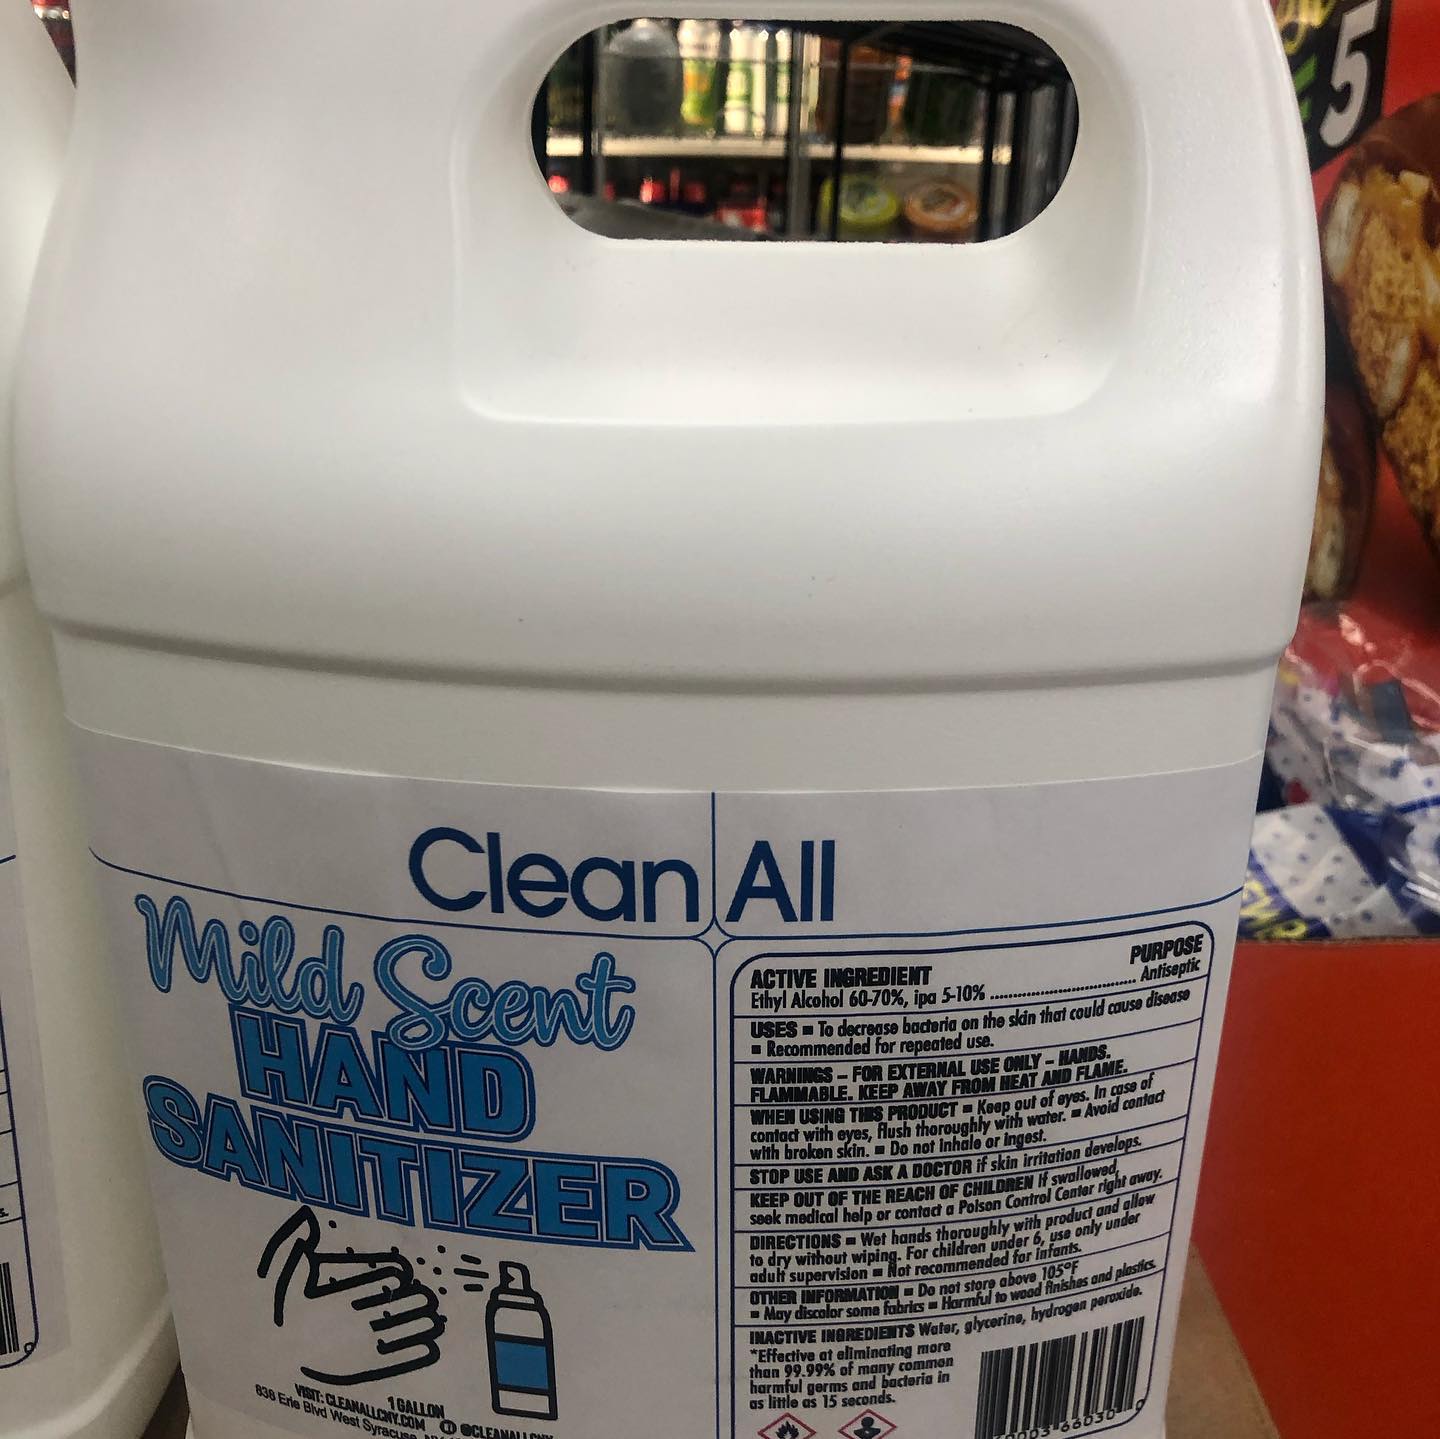 5
Clean All
Mild Scent
HAND
SANITIZER
1 GALLON
VISIT: CLEANALLCNY.COM
@CLEANALLCNY
836 Erie Blvd West Syracuse,
PURPOSE
ACTIVE INGREDIENT
Ethyl Alcohol 60-70%, ipa 5-10% ................................ Antiseptic
USES ▪ To decrease bacteria on the skin that could cause disease
▪ Recommended for repeated use.
WARNINGS – FOR EXTERNAL USE ONLY – HANDS.
FLAMMABLE. KEEP AWAY FROM HEAT AND FLAME.
WHEN USING THIS PRODUCT ▪ Keep out of eyes. In case of
contact with eyes, flush thoroughly with water. ▪ Avoid contact
with broken skin. ▪ Do not inhale or ingest.
STOP USE AND ASK A DOCTOR if skin irritation develops.
KEEP OUT OF THE REACH OF CHILDREN If swallowed,
seek medical help or contact a Poison Control Center right away.
DIRECTIONS ▪ Wet hands thoroughly with product and allow
to dry without wiping. For children under 6, use only under
adult supervision ▪ Not recommended for infants.
OTHER INFORMATION ▪ Do not store above 105°F
▪ May discolor some fabrics ▪ Harmful to wood finishes and plastics.
INACTIVE INGREDIENTS Water, glycerine, hydrogen peroxide.
*Effective at eliminating more
than 99.99% of many common
harmful germs and bacteria in
as little as 15 seconds.
66030